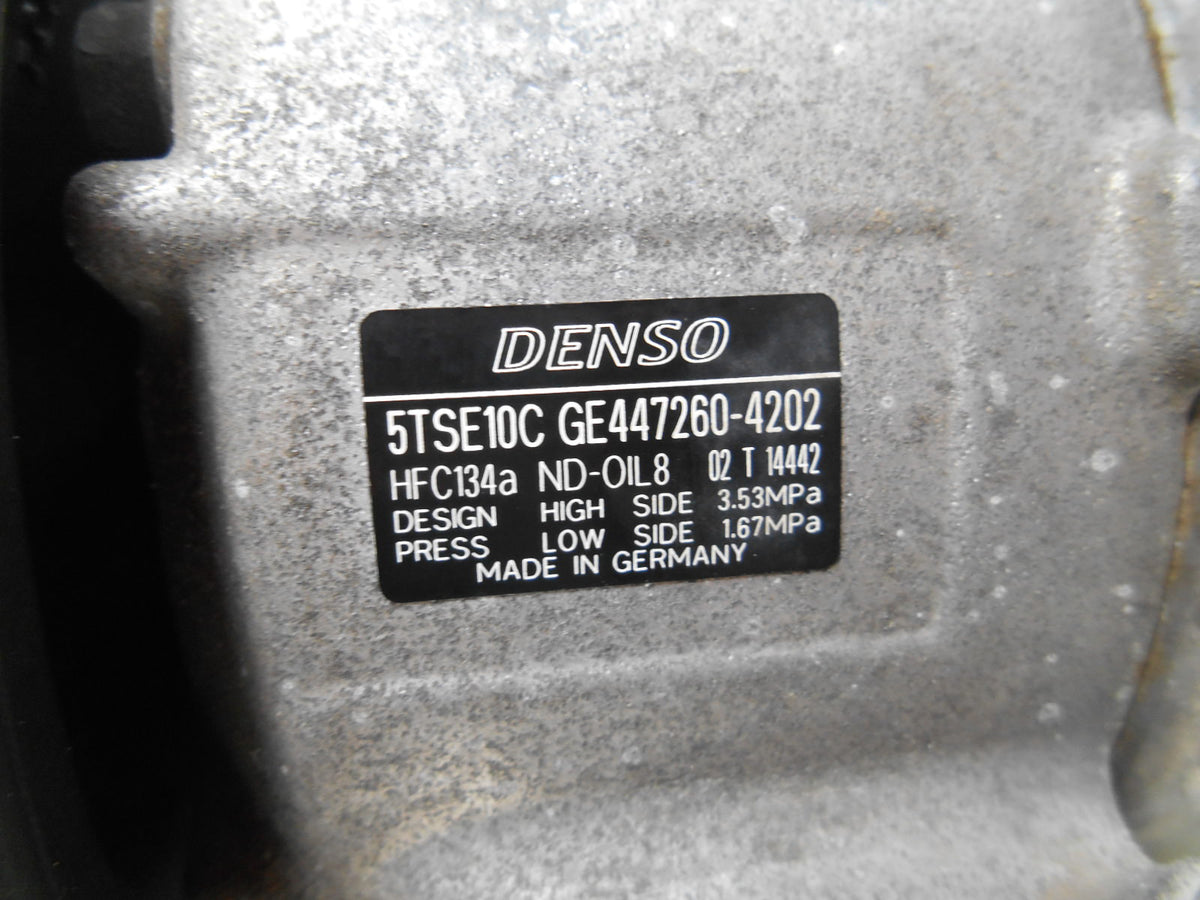 DENSO
5TSE10C GE447260-4202
HFC134a ND-OIL8 02 T 14442
DESIGN HIGH SIDE 3.53MPa
PRESS LOW SIDE 1.67MPa
MADE IN GERMANY